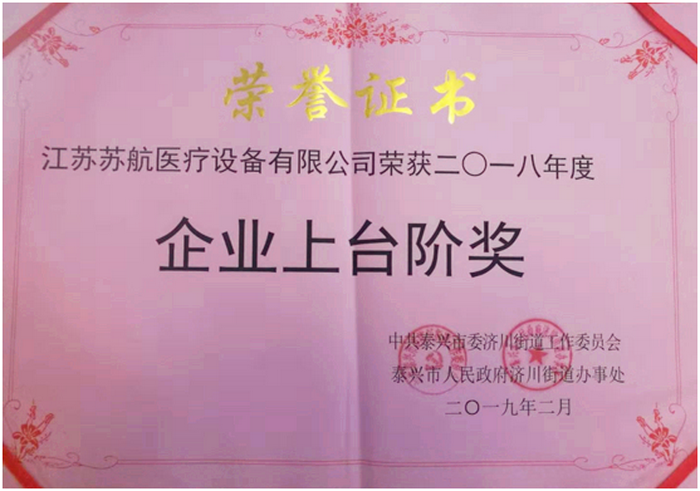 荣誉证书
江苏苏航医疗设备有限公司荣获二〇一八年度
企业上台阶奖
中共泰兴市委济川街道工作委员会
泰兴市人民政府济川街道办事处
二〇一九年二月